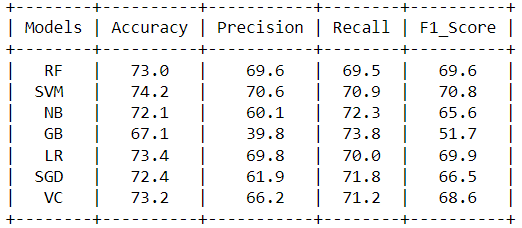 +--------+----------+-----------+--------+----------+
| Models | Accuracy | Precision | Recall | F1_Score |
+--------+----------+-----------+--------+----------+
|   RF   |   73.0   |    69.6   |  69.5  |   69.6   |
|  SVM   |   74.2   |    70.6   |  70.9  |   70.8   |
|   NB   |   72.1   |    60.1   |  72.3  |   65.6   |
|   GB   |   67.1   |    39.8   |  73.8  |   51.7   |
|   LR   |   73.4   |    69.8   |  70.0  |   69.9   |
|  SGD   |   72.4   |    61.9   |  71.8  |   66.5   |
|   VC   |   73.2   |    66.2   |  71.2  |   68.6   |
+--------+----------+-----------+--------+----------+